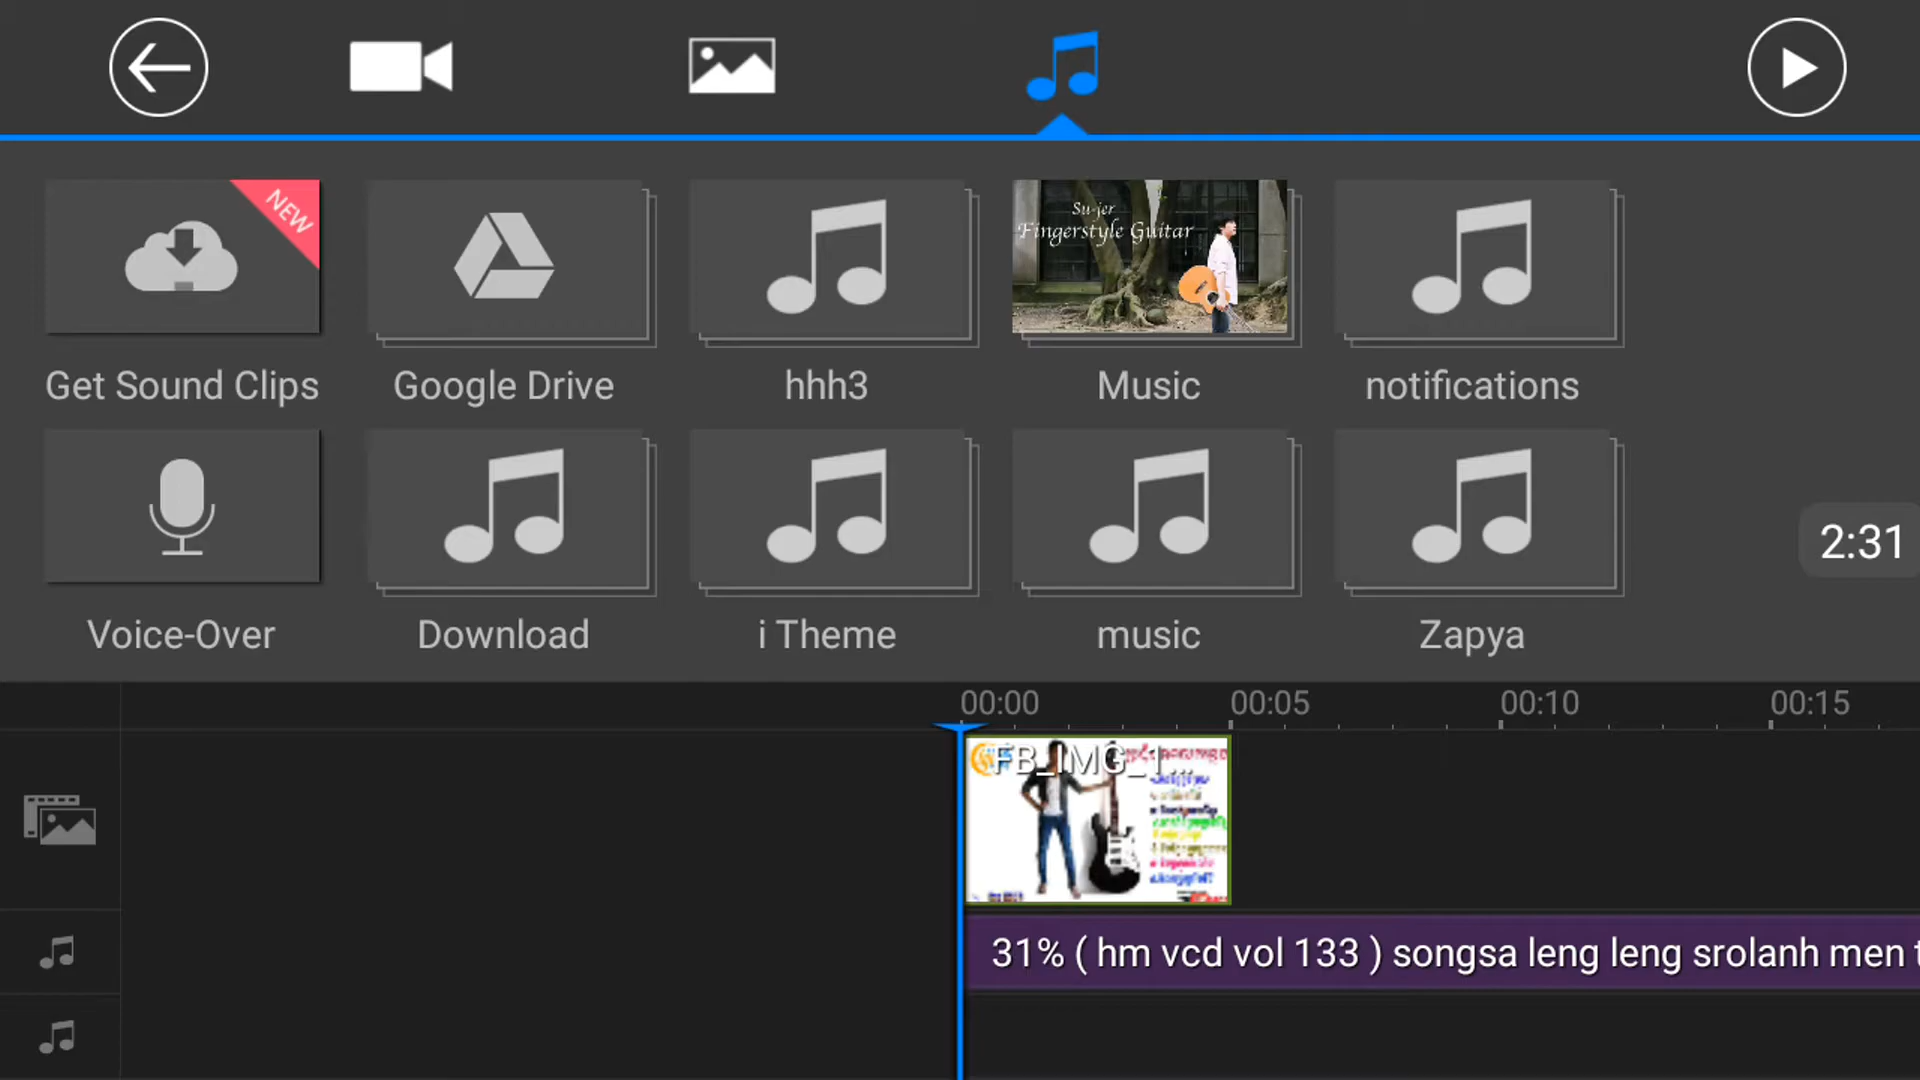 NEW
Su-jer
Fingerstyle Guitar
Get Sound Clips
Google Drive
hhh3
Music
notifications
Voice-Over
Download
i Theme
music
Zapya
2:31
00:00
00:05
00:10
00:15
FB_IMG_1...
31% ( hm vcd vol 133 ) songsa leng leng srolanh men t